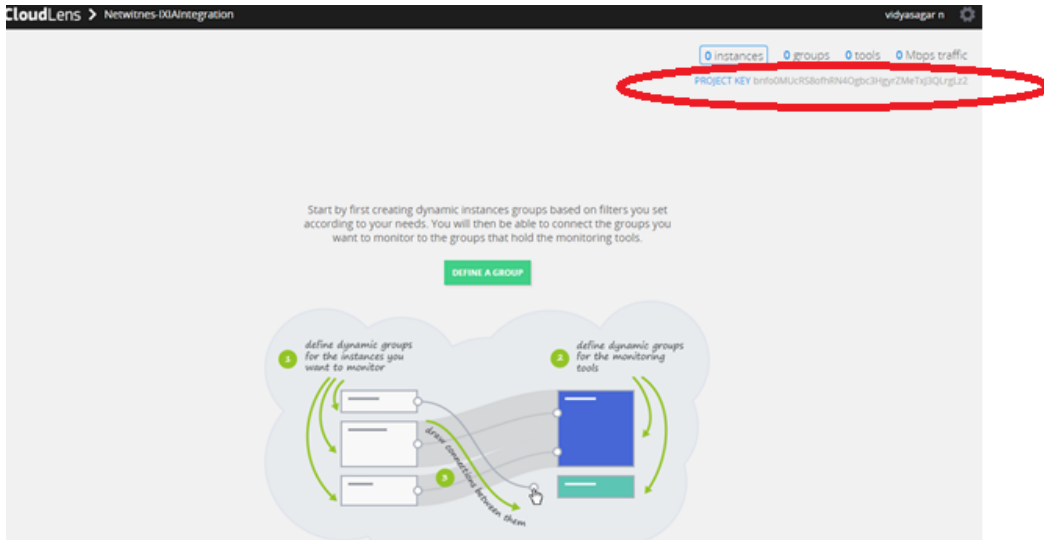 CloudLens > Netwitnes-IXIAIntegration vidyasagar n
0 instances 0 groups 0 tools 0 Mbps traffic
PROJECT KEY
Start by first creating dynamic instances groups based on filters you set
according to your needs. You will then be able to connect the groups you
want to monitor to the groups that hold the monitoring tools.
DEFINE A GROUP
1 define dynamic groups
for the instances you
want to monitor
2 define dynamic groups
for the monitoring
tools
3 draw connections between them